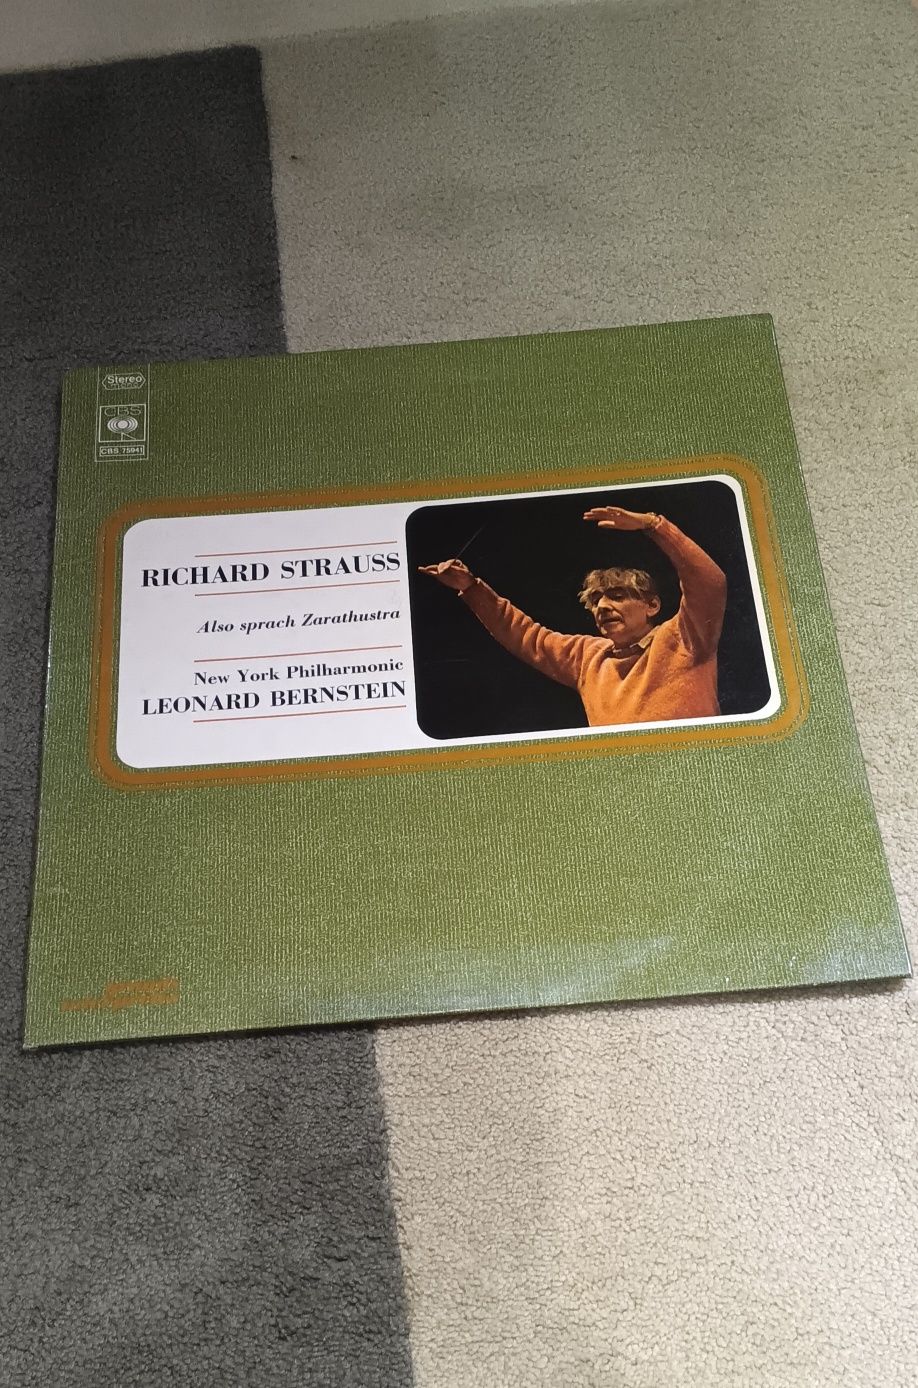 Stereo
CBS
CBS 75941
RICHARD STRAUSS
Also sprach Zarathustra
New York Philharmonic
LEONARD BERNSTEIN